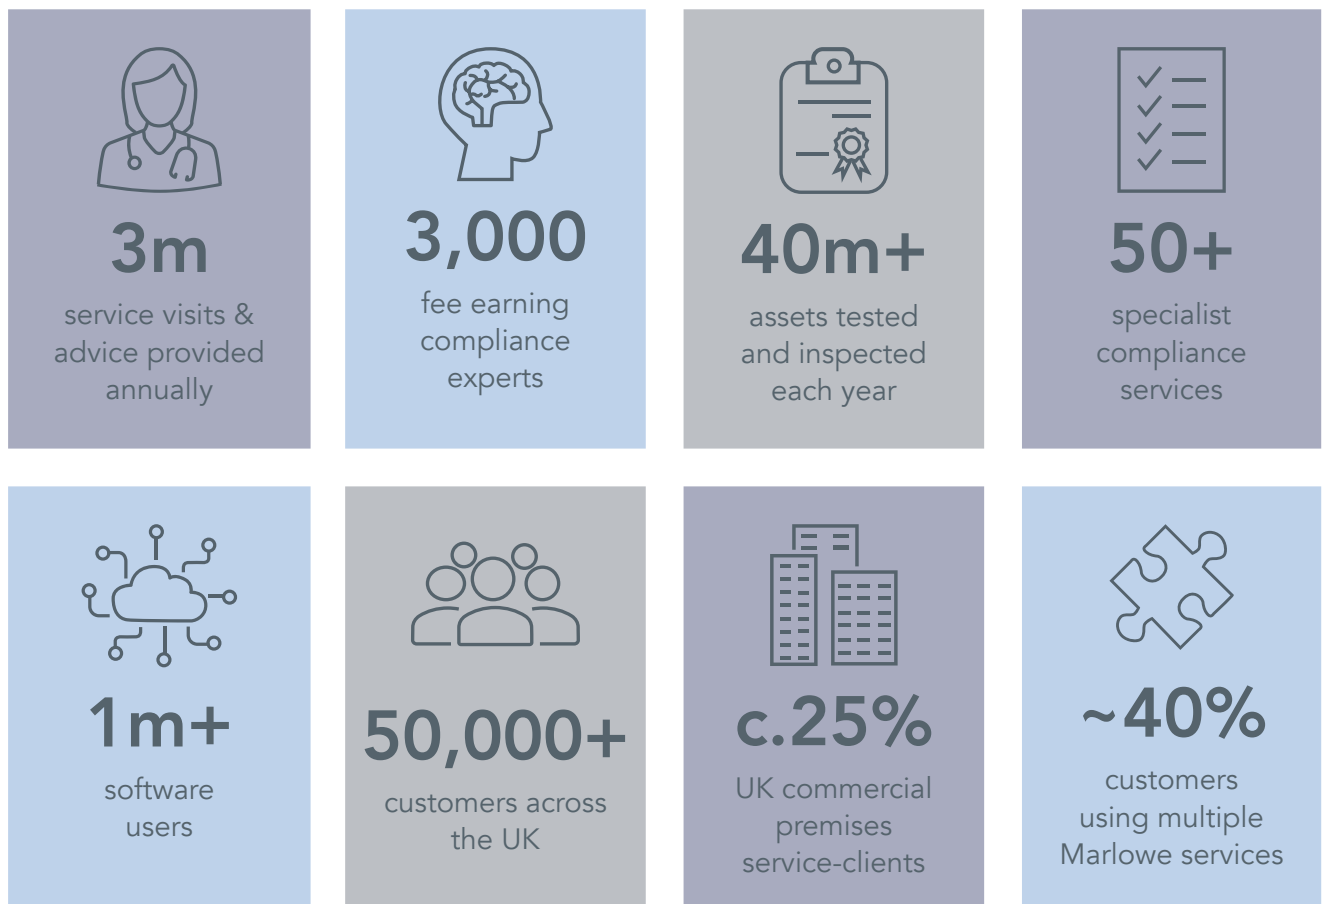 3m
service visits &
advice provided
annually
3,000
fee earning
compliance
experts
40m+
assets tested
and inspected
each year
50+
specialist
compliance
services
1m+
software
users
50,000+
customers across
the UK
c.25%
UK commercial
premises
service-clients
~40%
customers
using multiple
Marlowe services